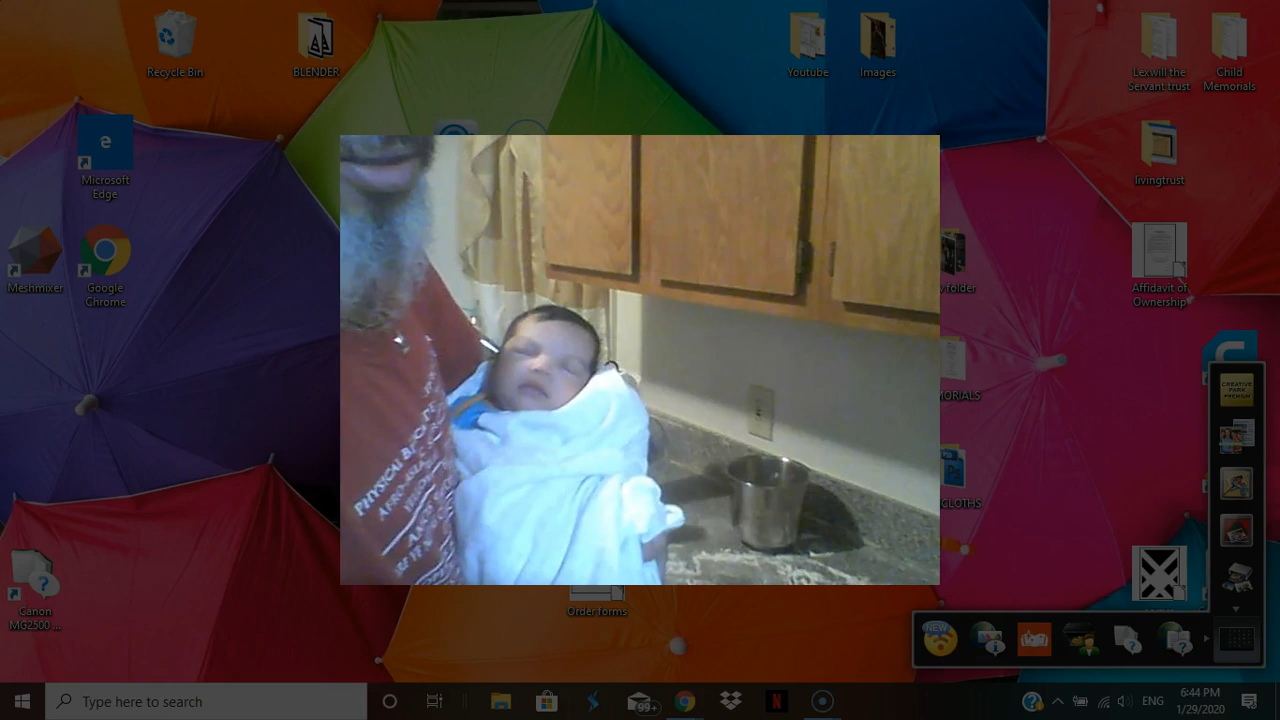 Recycle Bin
BLENDER
Youtube
Images
Lexwill the
Servant trust
Child
Memorials
Microsoft
Edge
livingtrust
Meshmixer
Google
Chrome
folder
Affidavit of
Ownership
CREATIVE
PARK
PREMIUM
ORIALS
PHYSICAL
CLOTHS
Canon
MG2500 ...
Order forms
NEW
Type here to search
99+
N
ENG
6:44 PM
1/29/2020